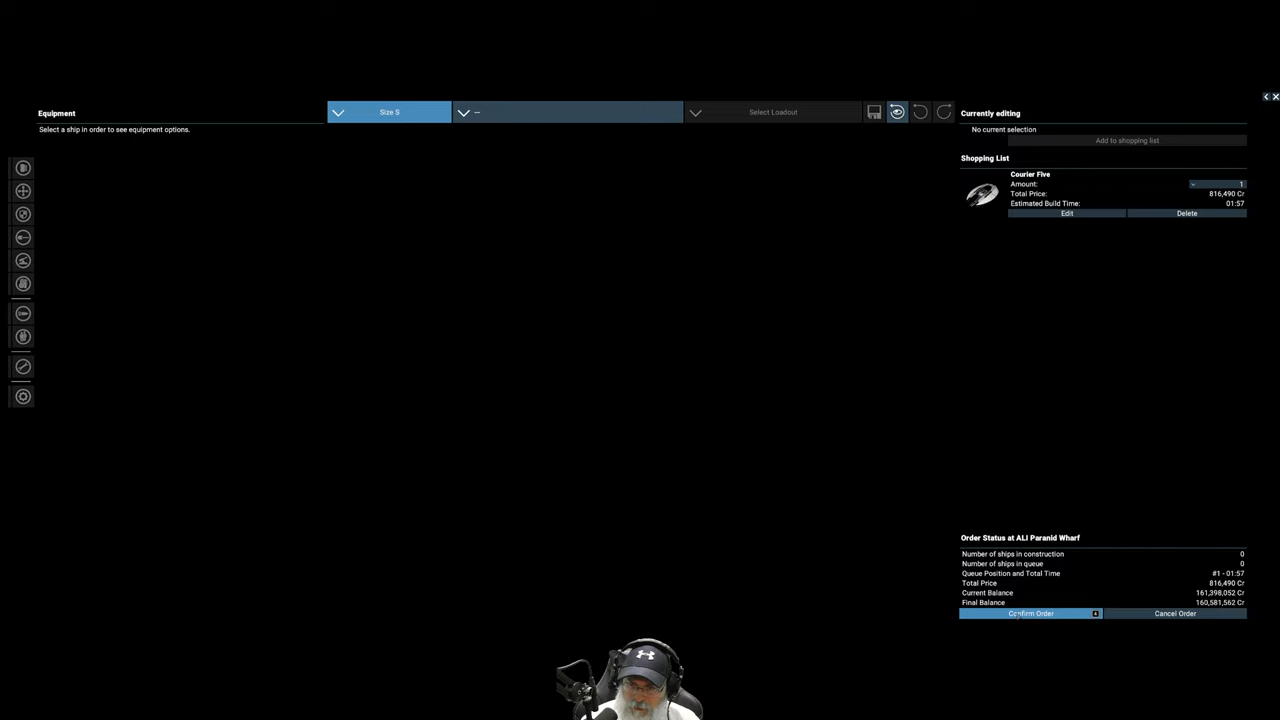 Equipment
Select a ship in order to see equipment options.
Size S
--
Select Loadout
Currently editing
No current selection
Add to shopping list
Shopping List
Courier Five
Amount: 1
Total Price: 816,490 Cr
Estimated Build Time: 01:57
Edit Delete
Order Status at ALI Paranid Wharf
Number of ships in construction 0
Number of ships in queue 0
Queue Position and Total Time #1 - 01:57
Total Price 816,490 Cr
Current Balance 161,398,052 Cr
Final Balance 160,581,562 Cr
Confirm Order Cancel Order